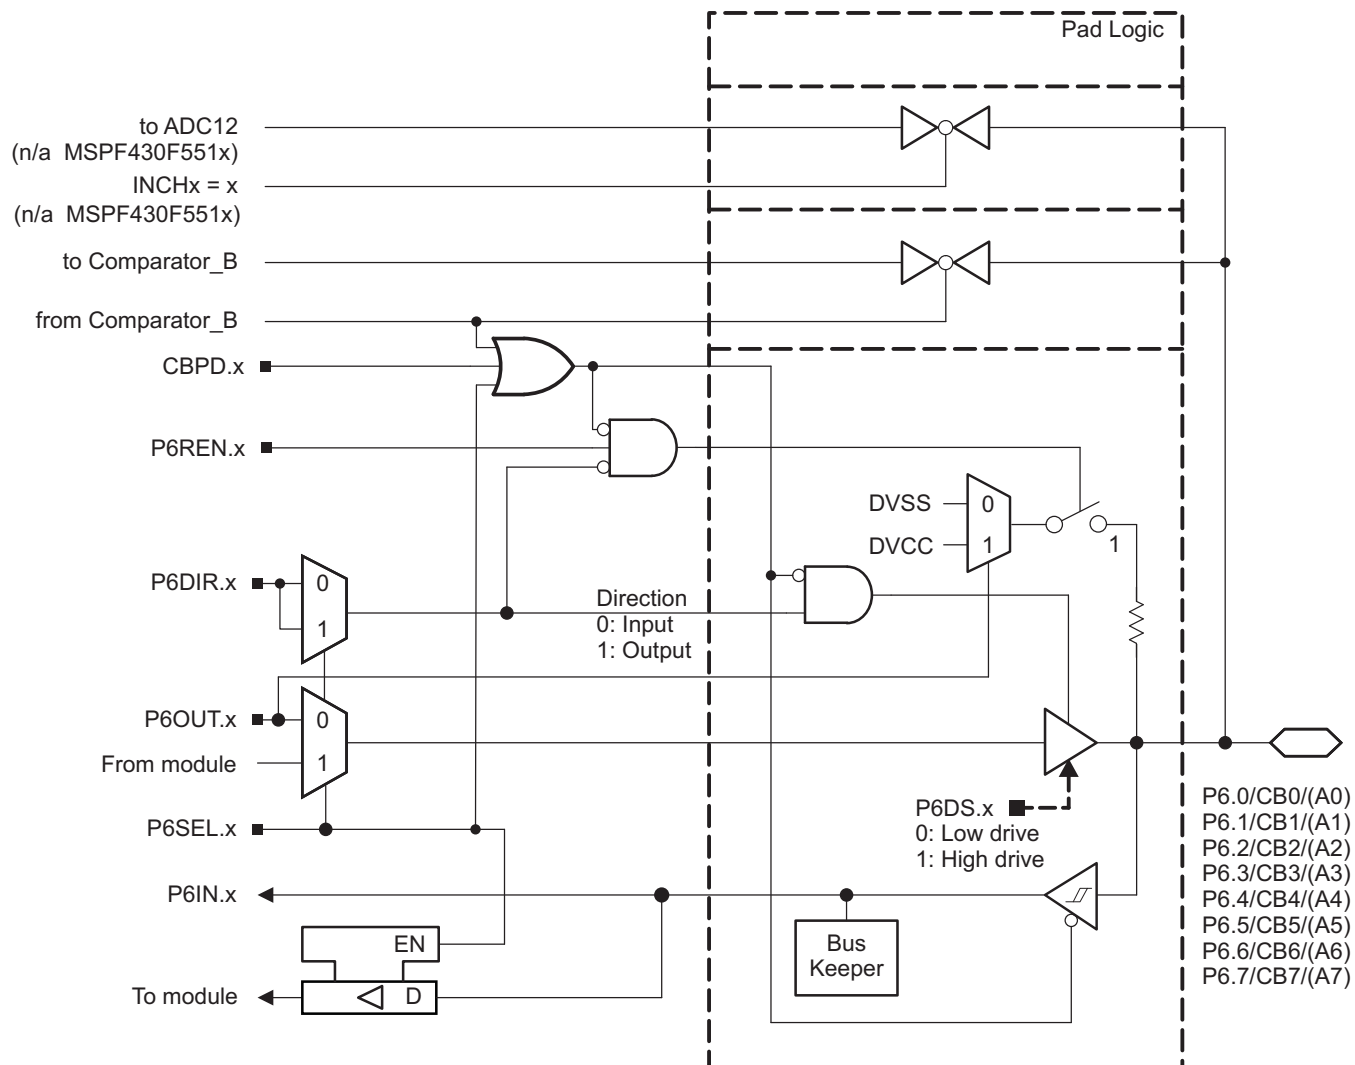 Pad Logic
to ADC12
(n/a MSPF430F551x)
INCHx = x
(n/a MSPF430F551x)
to Comparator_B
from Comparator_B
CBPD.x
P6REN.x
DVSS
0
DVCC
1
1
P6DIR.x
0
1
Direction
0: Input
1: Output
P6OUT.x
0
From module
1
P6DS.x
0: Low drive
1: High drive
P6SEL.x
P6IN.x
EN
Bus
Keeper
To module
D
P6.0/CB0/(A0)
P6.1/CB1/(A1)
P6.2/CB2/(A2)
P6.3/CB3/(A3)
P6.4/CB4/(A4)
P6.5/CB5/(A5)
P6.6/CB6/(A6)
P6.7/CB7/(A7)